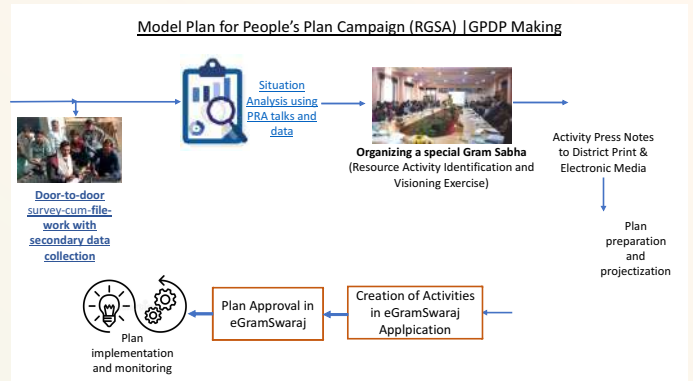 Model Plan for People’s Plan Campaign (RGSA) |GPDP Making
Situation
Analysis using
PRA talks and
data
Door-to-door
survey-cum-file-
work with
secondary data
collection
Organizing a special Gram Sabha
(Resource Activity Identification and
Visioning Exercise)
Activity Press Notes
to District Print &
Electronic Media
Plan
preparation
and
projectization
Creation of Activities
in eGramSwaraj
Applpication
Plan Approval in
eGramSwaraj
Plan
implementation
and monitoring